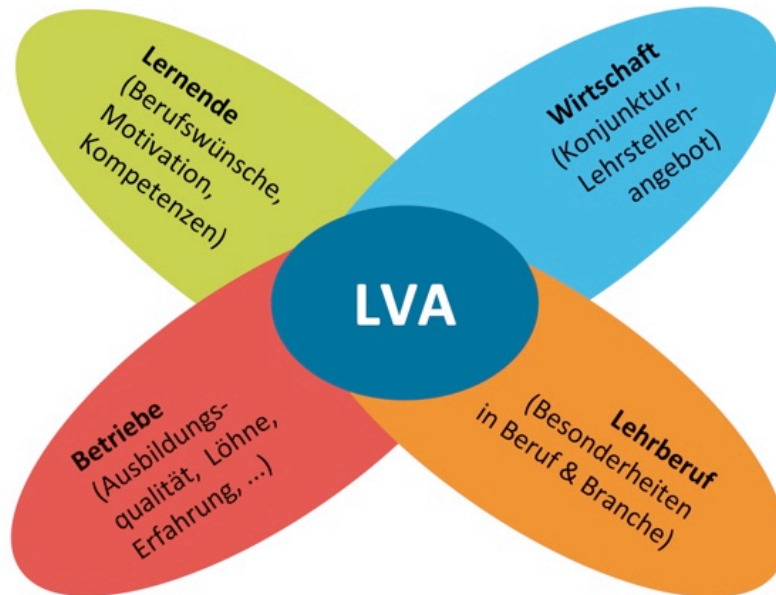 Lernende
(Berufswünsche,
Motivation,
Kompetenzen)
Wirtschaft
(Konjunktur,
Lehrstellen-
angebot)
LVA
Betriebe
(Ausbildungs-
qualität, Löhne,
Erfahrung, ...)
Lehrberuf
(Besonderheiten
in Beruf & Branche)